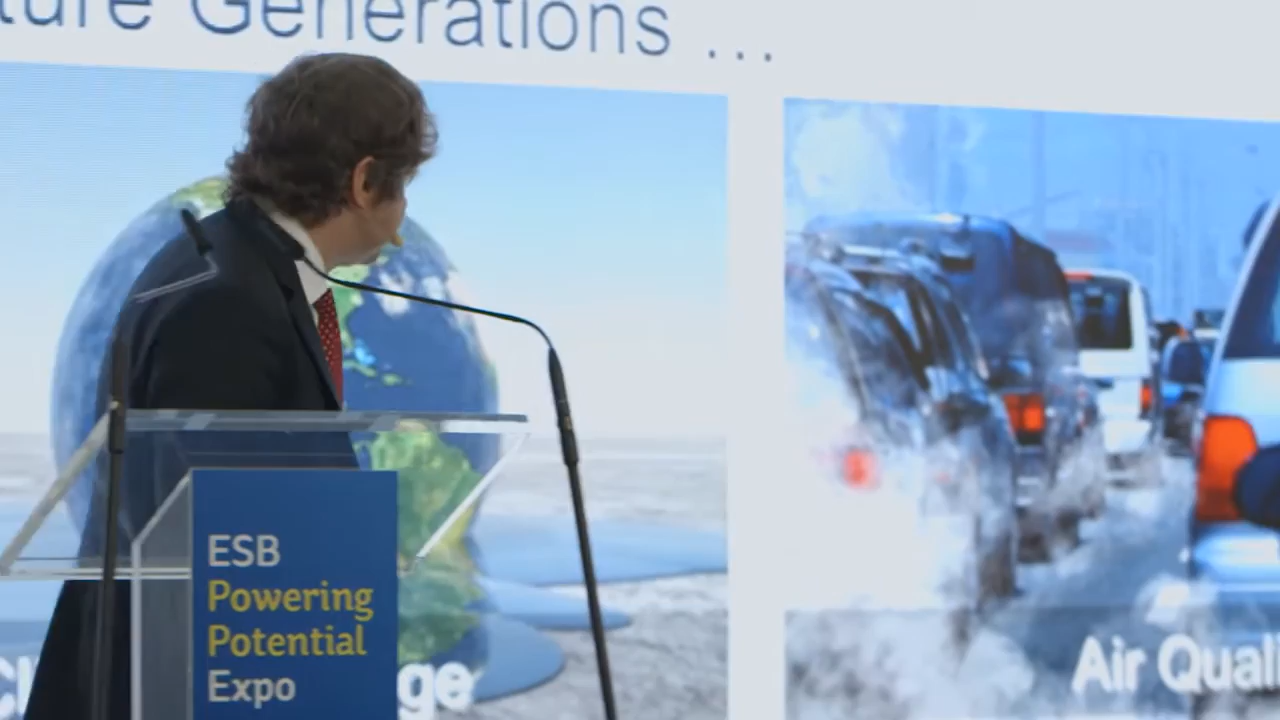 ture Generations ...
ESB
Powering
Potential
Expo
ge
Air Quali